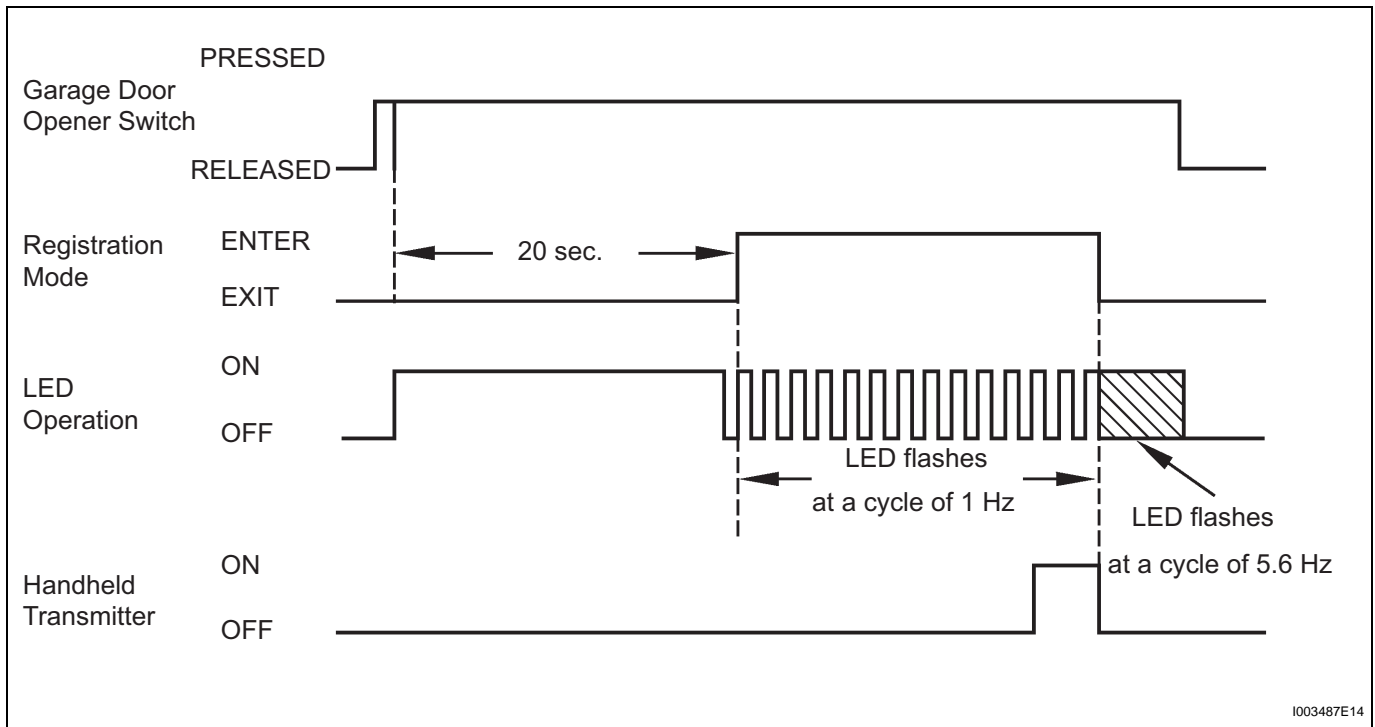 PRESSED
Garage Door
Opener Switch
RELEASED
Registration
Mode
ENTER
20 sec.
EXIT
LED
Operation
ON
OFF
LED flashes
at a cycle of 1 Hz
LED flashes
at a cycle of 5.6 Hz
Handheld
Transmitter
ON
OFF
I003487E14